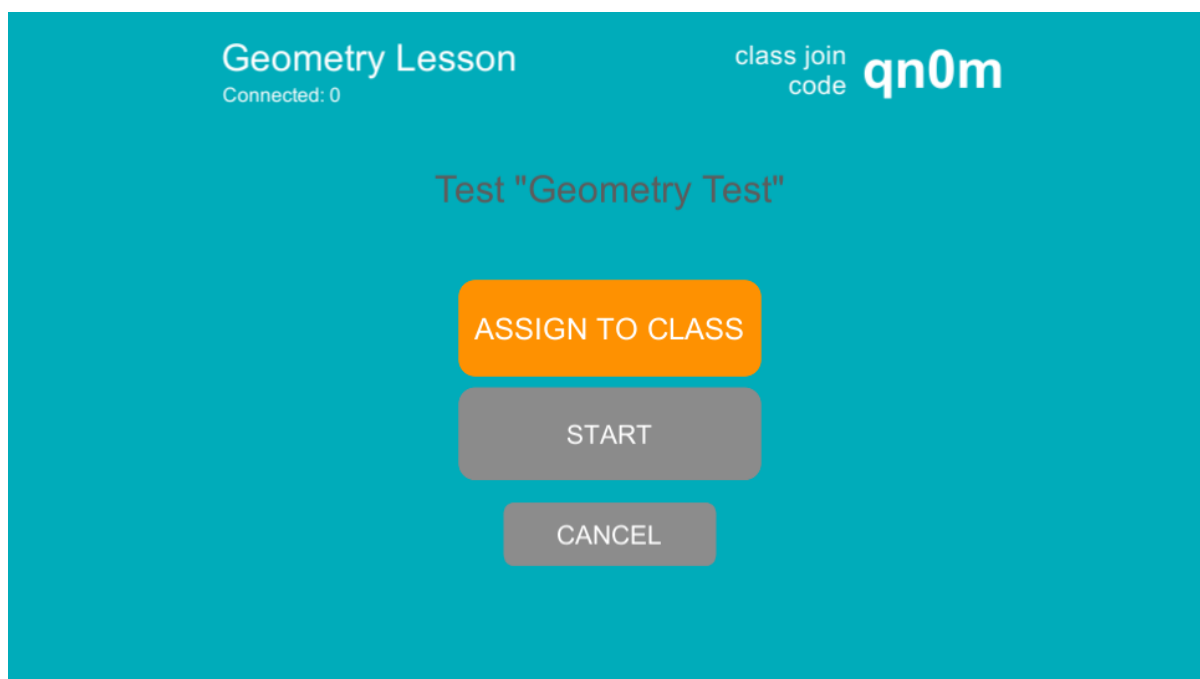 Geometry Lesson
Connected: 0
class join
code
qn0m
Test "Geometry Test"
ASSIGN TO CLASS
START
CANCEL